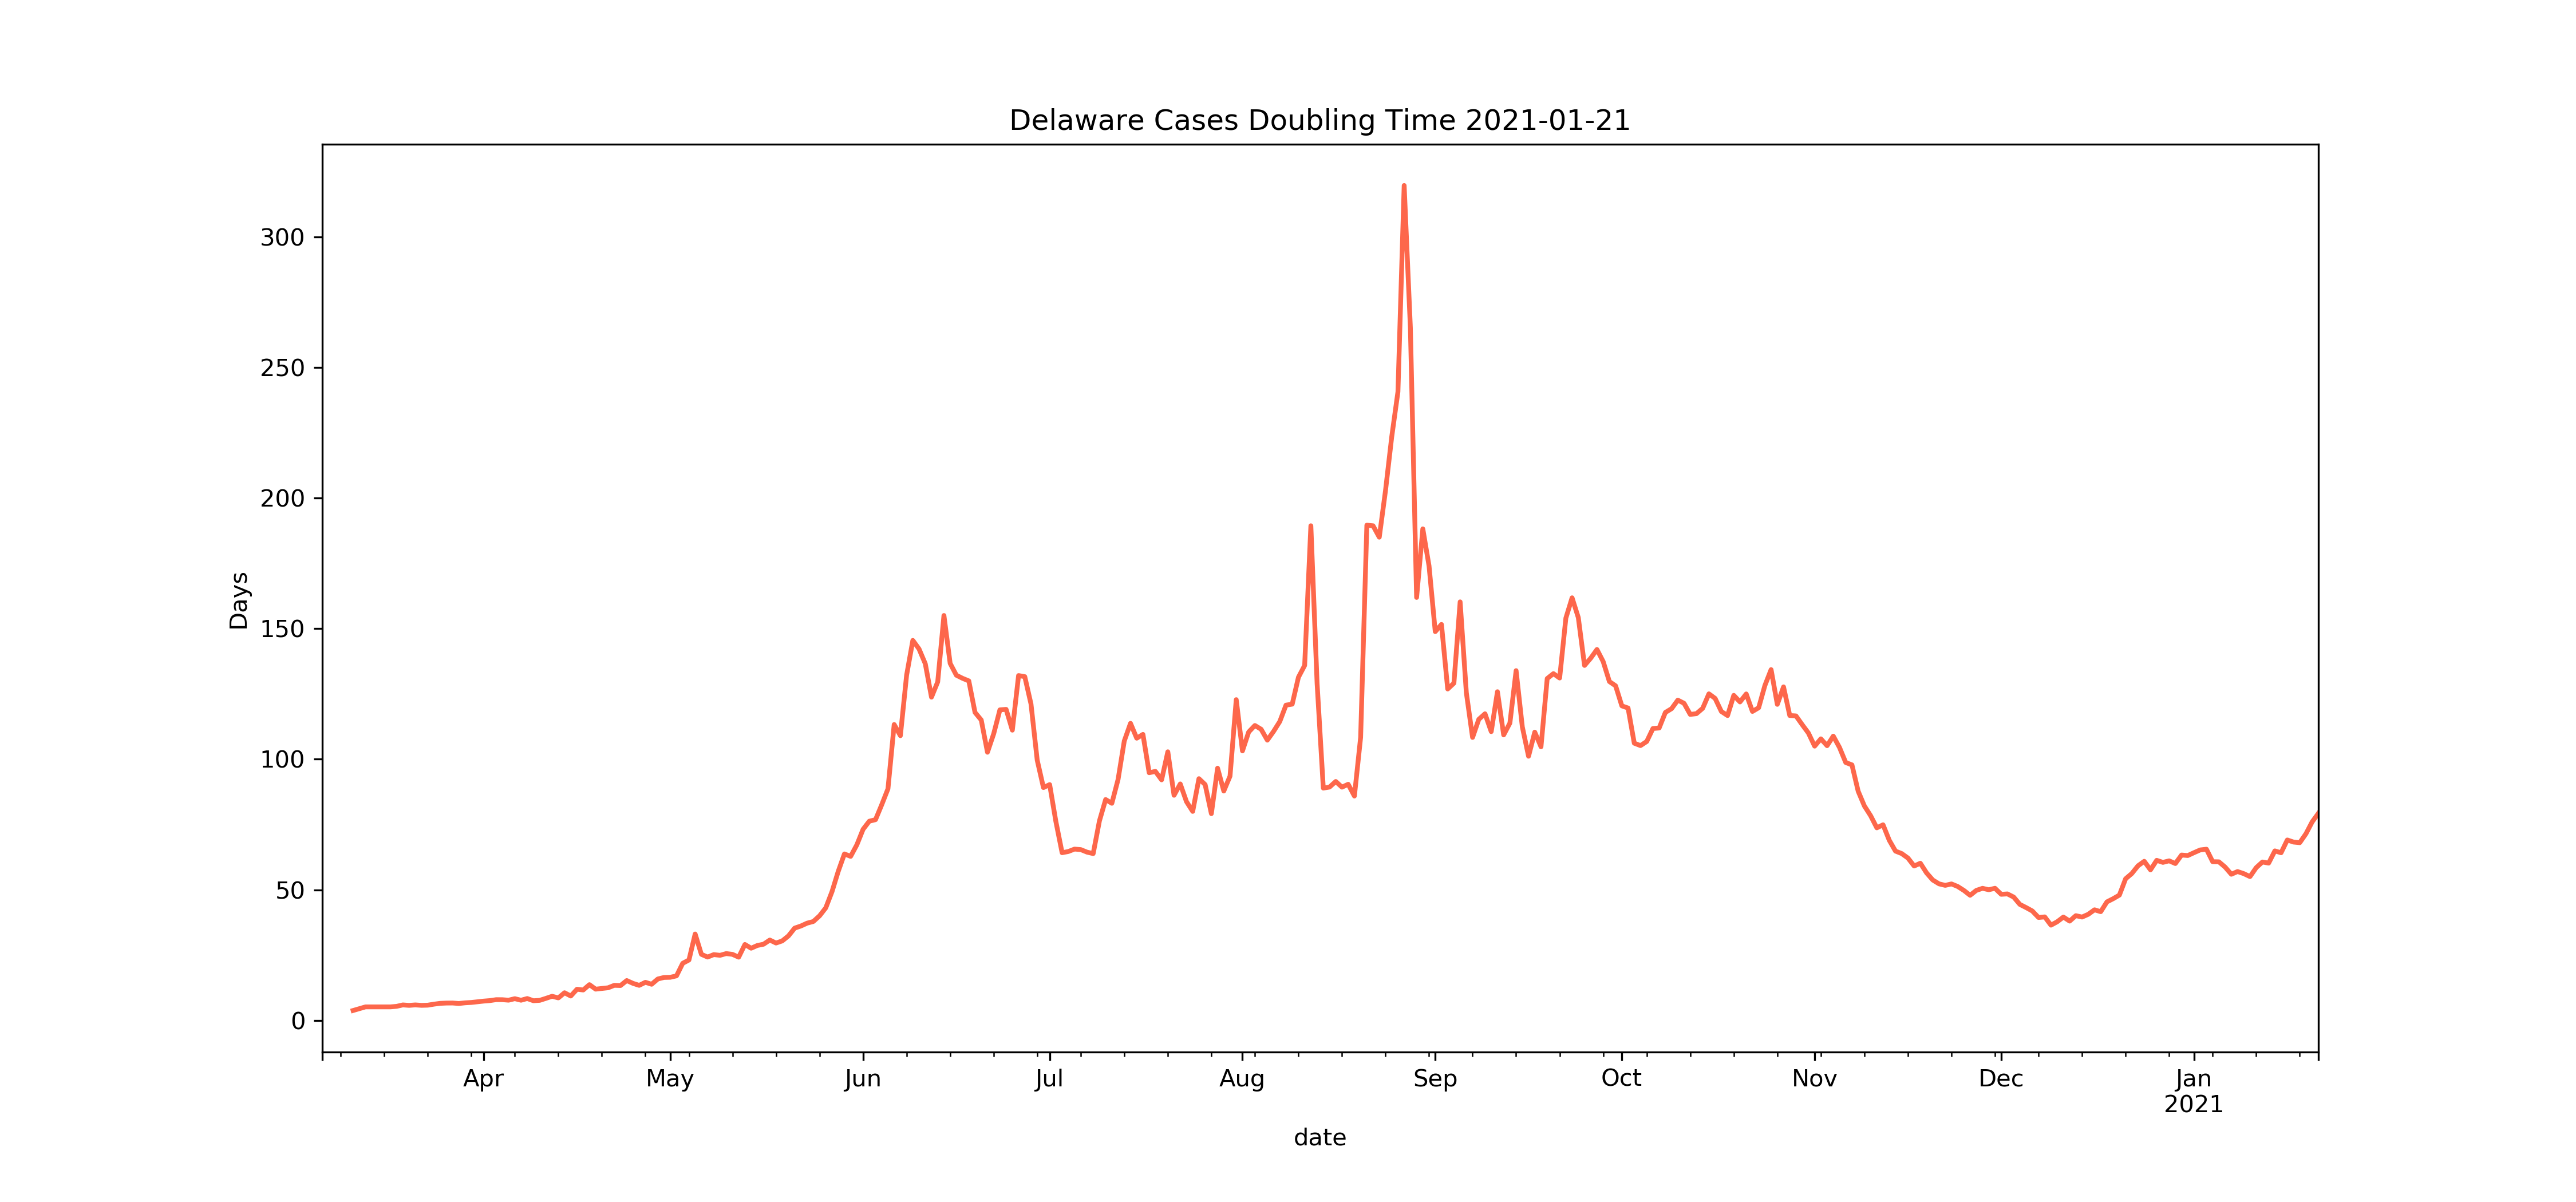 Delaware Cases Doubling Time 2021-01-21
300
250
200
150
100
50
0
Days
Apr May Jun Jul Aug Sep Oct Nov Dec Jan
2021
date